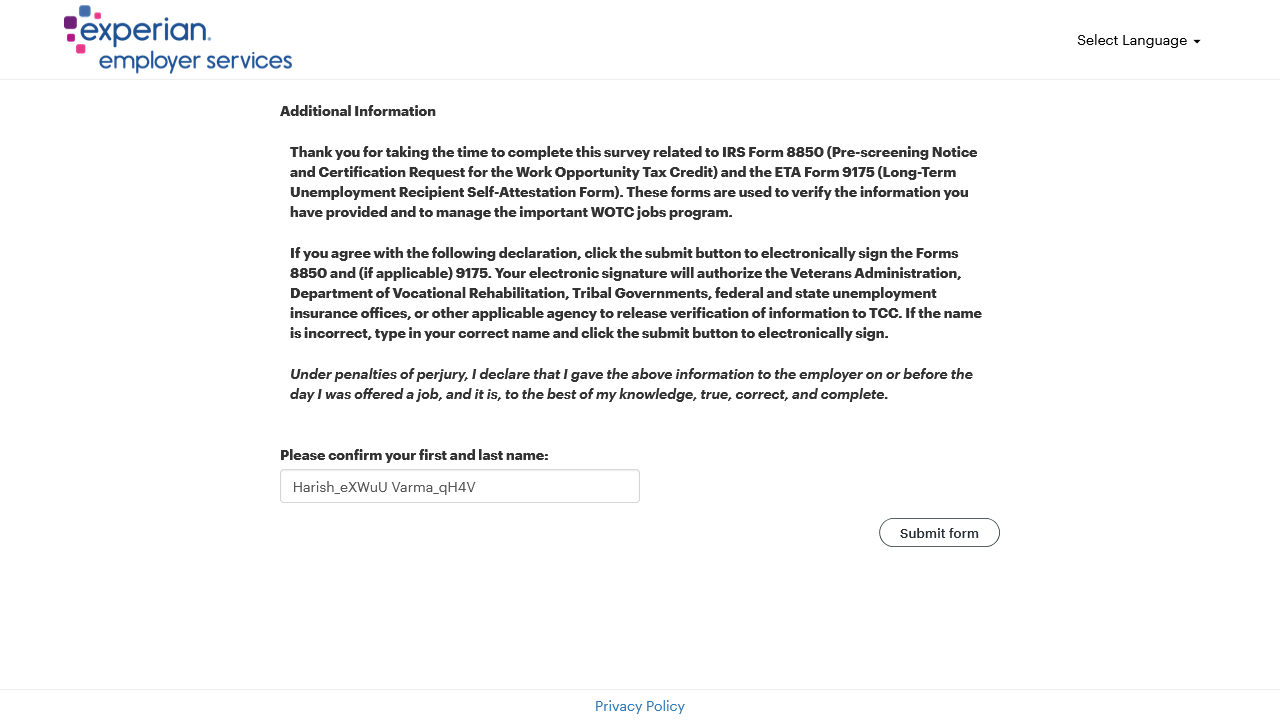 experian.
employer services
Select Language
Additional Information
Thank you for taking the time to complete this survey related to IRS Form 8850 (Pre-screening Notice
and Certification Request for the Work Opportunity Tax Credit) and the ETA Form 9175 (Long-Term
Unemployment Recipient Self-Attestation Form). These forms are used to verify the information you
have provided and to manage the important WOTC jobs program.
If you agree with the following declaration, click the submit button to electronically sign the Forms
8850 and (if applicable) 9175. Your electronic signature will authorize the Veterans Administration,
Department of Vocational Rehabilitation, Tribal Governments, federal and state unemployment
insurance offices, or other applicable agency to release verification of information to TCC. If the name
is incorrect, type in your correct name and click the submit button to electronically sign.
Under penalties of perjury, I declare that I gave the above information to the employer on or before the
day I was offered a job, and it is, to the best of my knowledge, true, correct, and complete.
Please confirm your first and last name:
Harish_eXWuU Varma_qH4V
Submit form
Privacy Policy